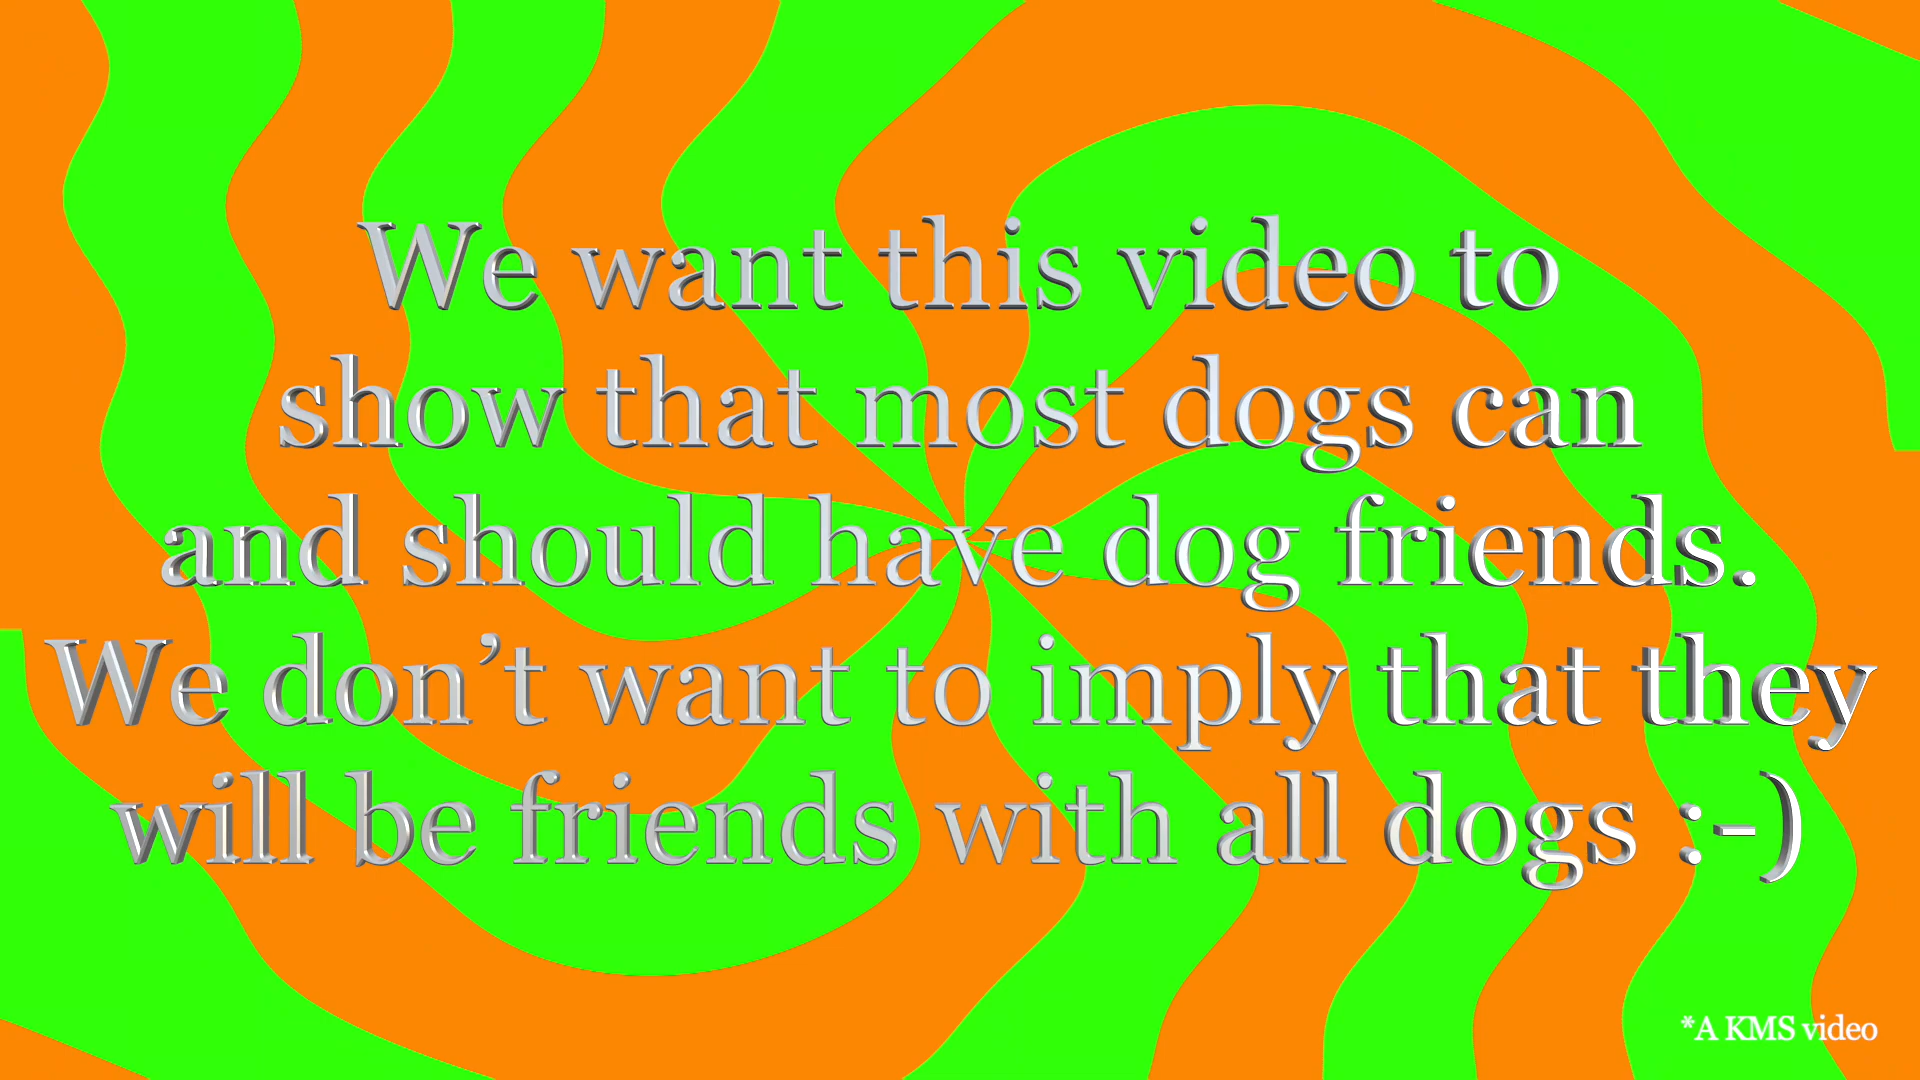 We want this video to
show that most dogs can
and should have dog friends.
We don’t want to imply that they
will be friends with all dogs :-)
*A KMS video